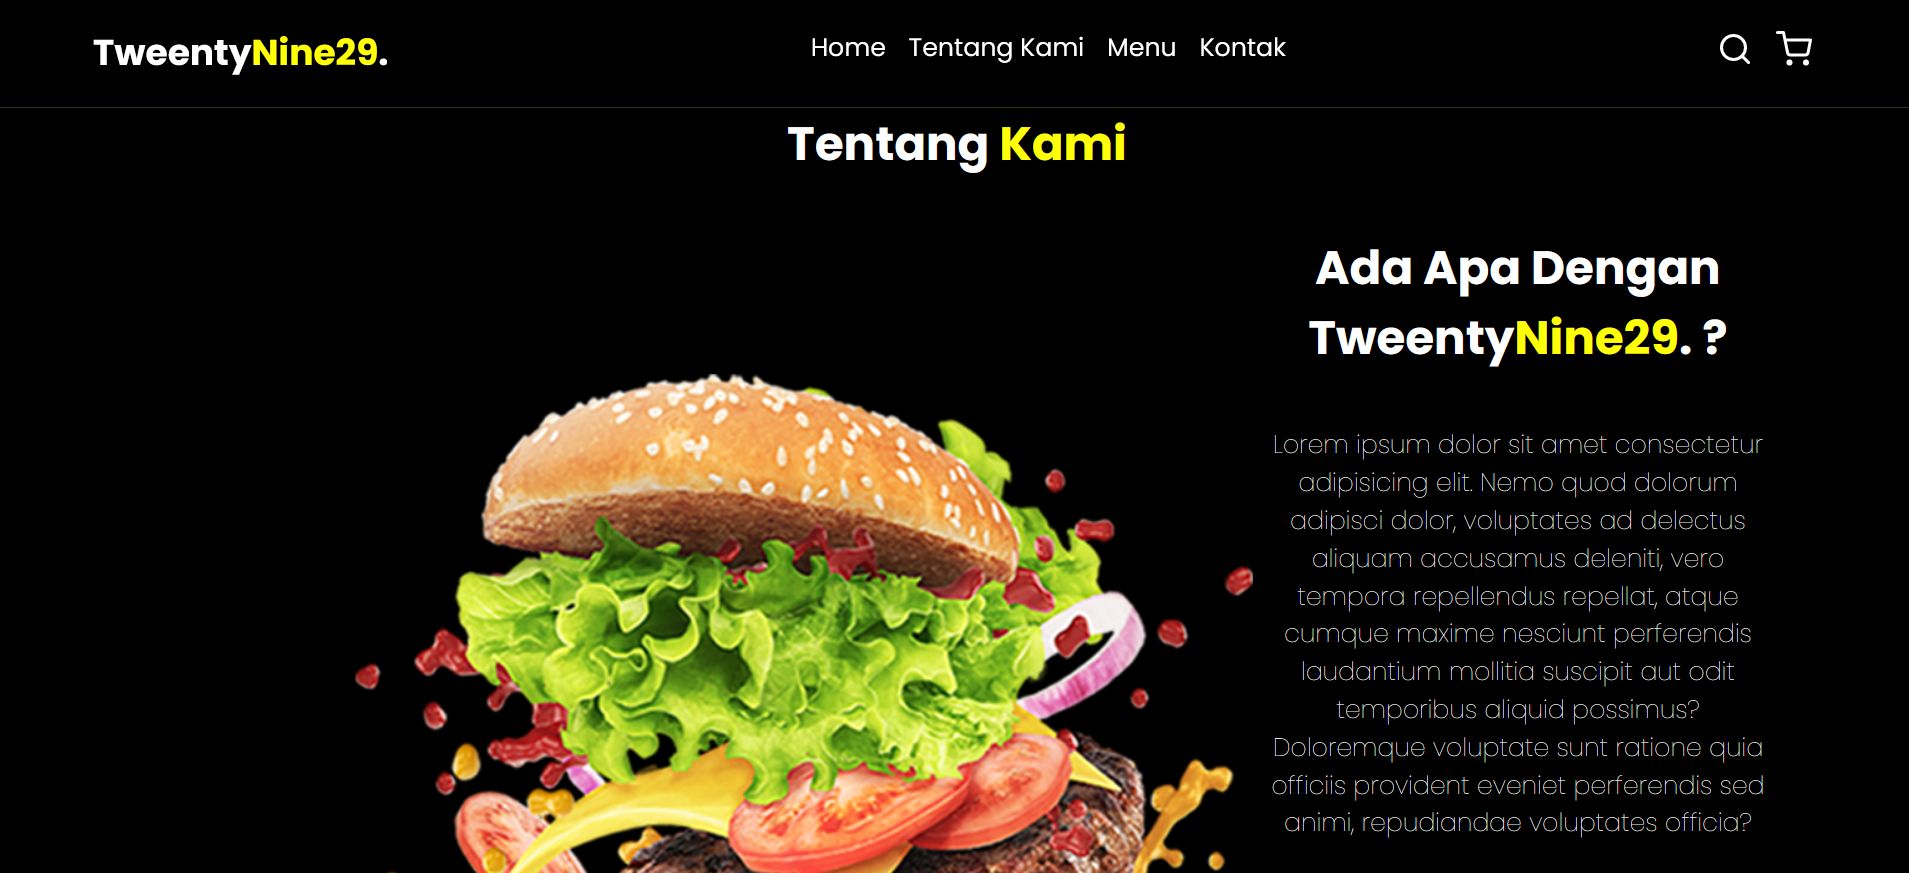 TweentyNine29.
Home Tentang Kami Menu Kontak
Tentang Kami
Ada Apa Dengan
TweentyNine29. ?
Lorem ipsum dolor sit amet consectetur
adipisicing elit. Nemo quod dolorum
adipisci dolor, voluptates ad delectus
aliquam accusamus deleniti, vero
tempora repellendus repellat, atque
cumque maxime nesciunt perferendis
laudantium mollitia suscipit aut odit
temporibus aliquid possimus?
Doloremque voluptate sunt ratione quia
officiis provident eveniet perferendis sed
animi, repudiandae voluptates officia?